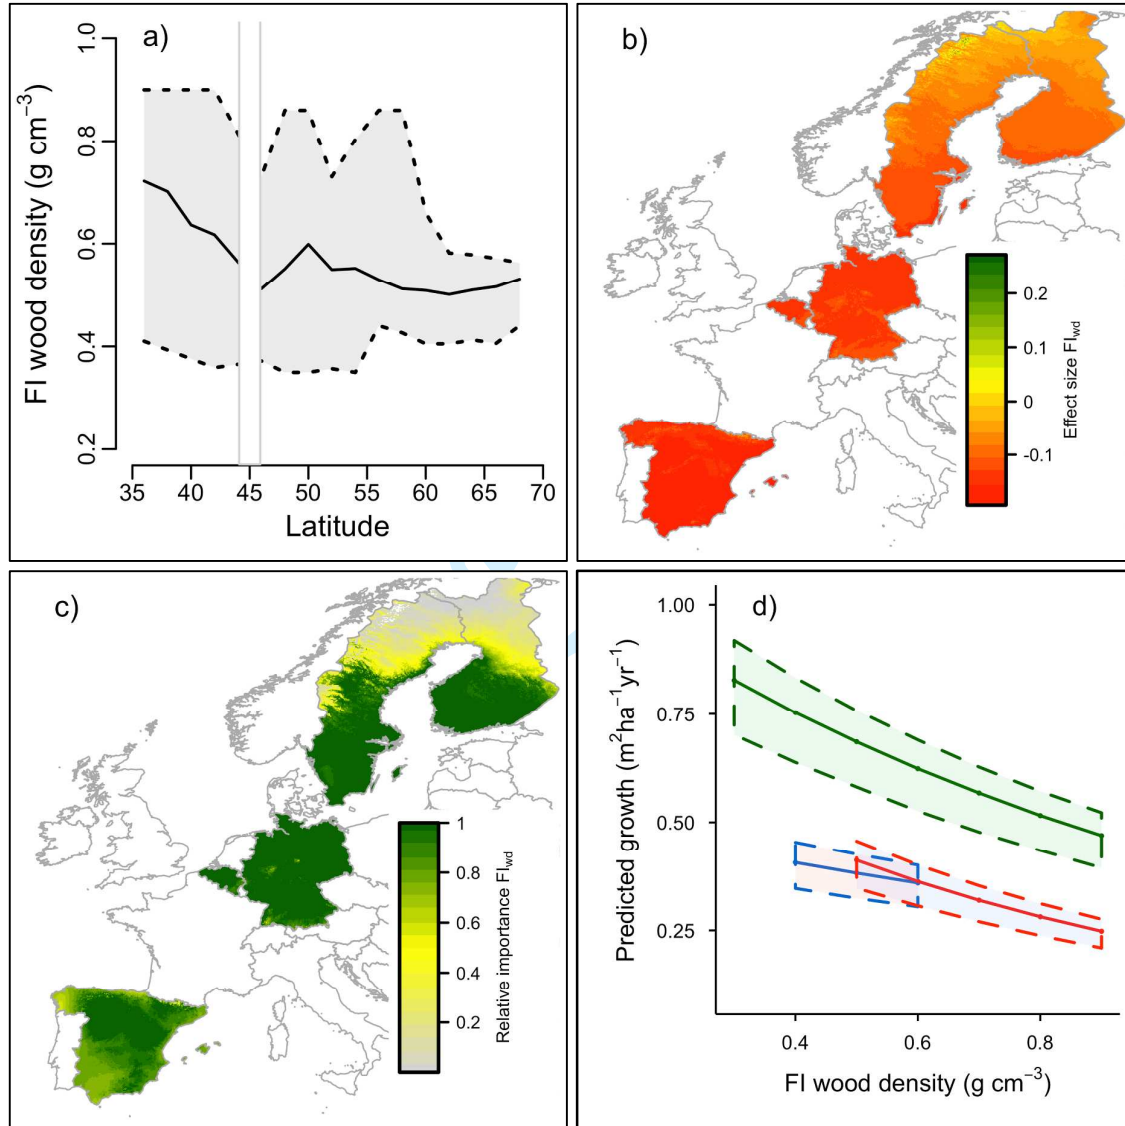 a)
FI wood density (g cm⁻³)
1.0
0.8
0.6
0.4
0.2
35 40 45 50 55 60 65 70
Latitude
b)
0.2
0.1
0
-0.1
Effect size FIwd
c)
1
0.8
0.6
0.4
0.2
Relative importance FIwd
d)
Predicted growth (m²ha⁻¹yr⁻¹)
1.00
0.75
0.50
0.25
0.4 0.6 0.8
FI wood density (g cm⁻³)